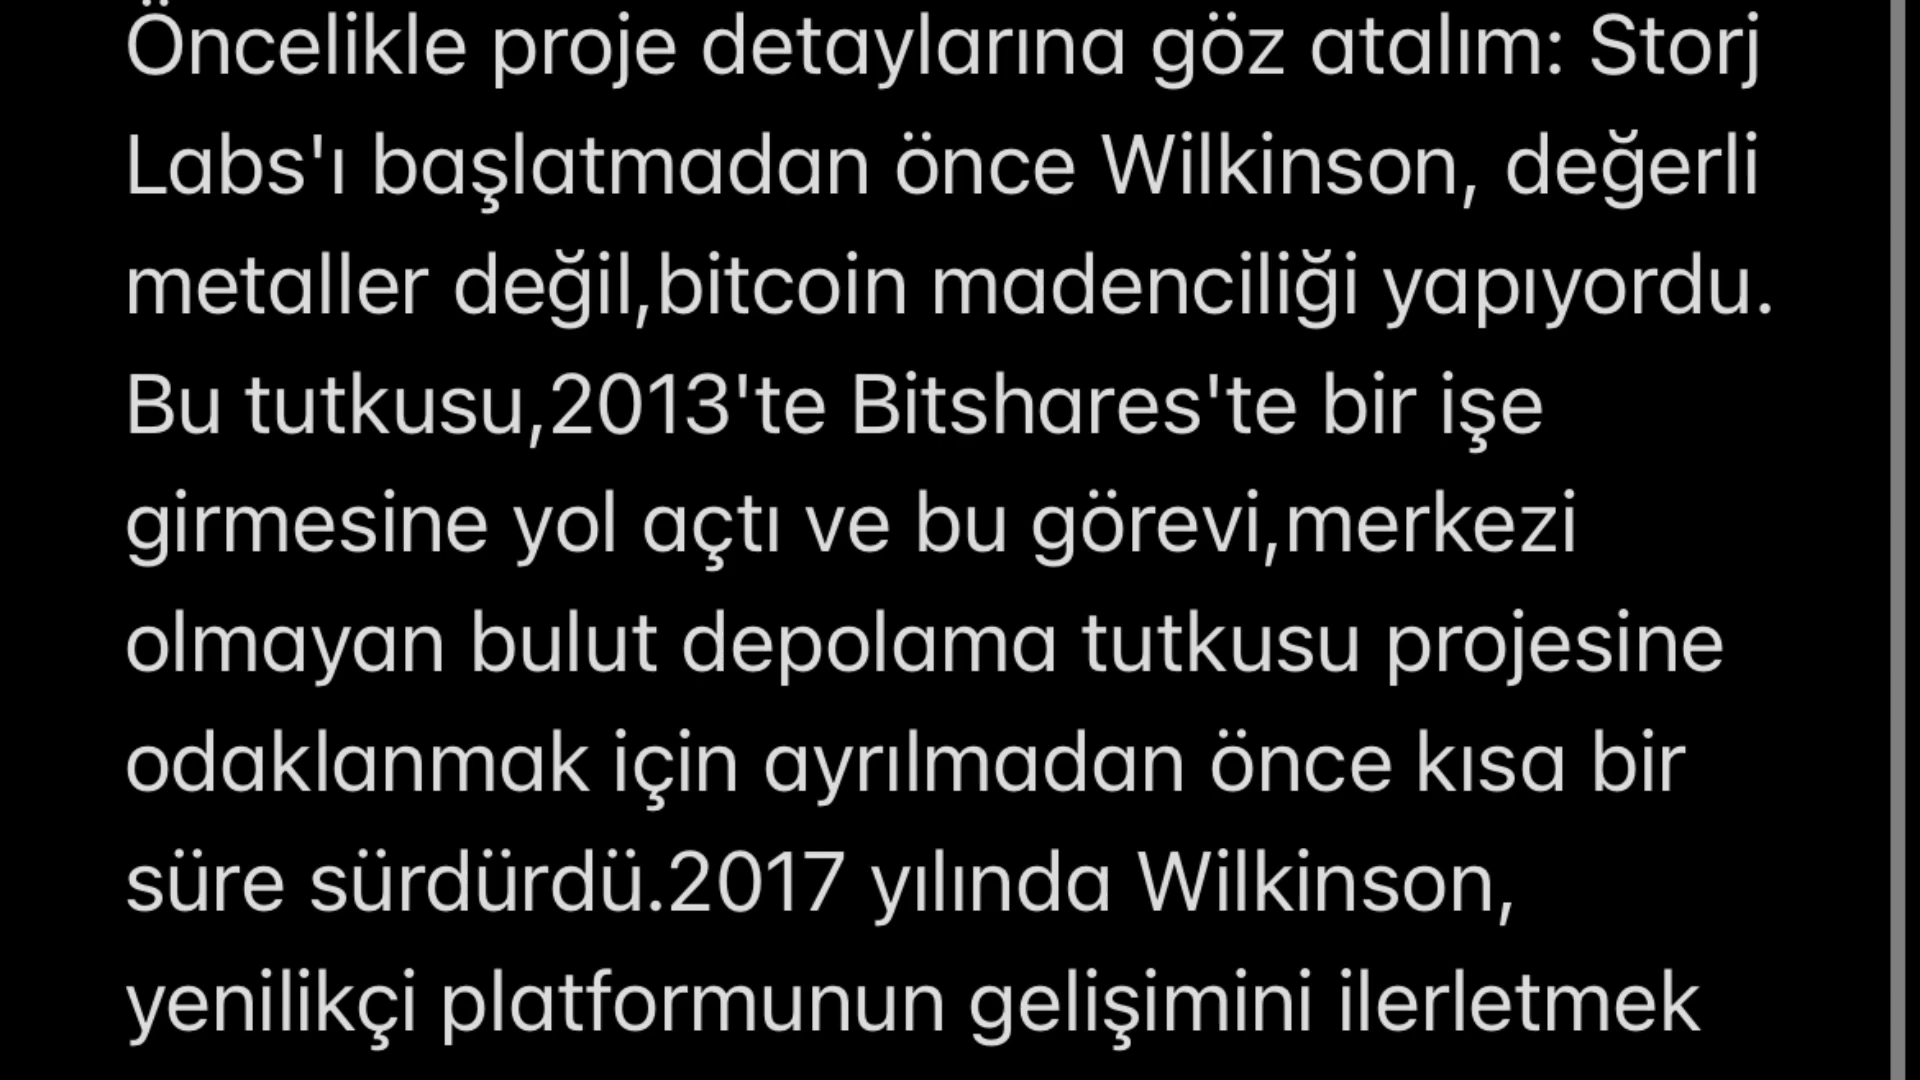 Öncelikle proje detaylarına göz atalım: Storj
Labs'ı başlatmadan önce Wilkinson, değerli
metaller değil,bitcoin madenciliği yapıyordu.
Bu tutkusu,2013'te Bitshares'te bir işe
girmesine yol açtı ve bu görevi,merkezi
olmayan bulut depolama tutkusu projesine
odaklanmak için ayrılmadan önce kısa bir
süre sürdürdü.2017 yılında Wilkinson,
yenilikçi platformunun gelişimini ilerletmek